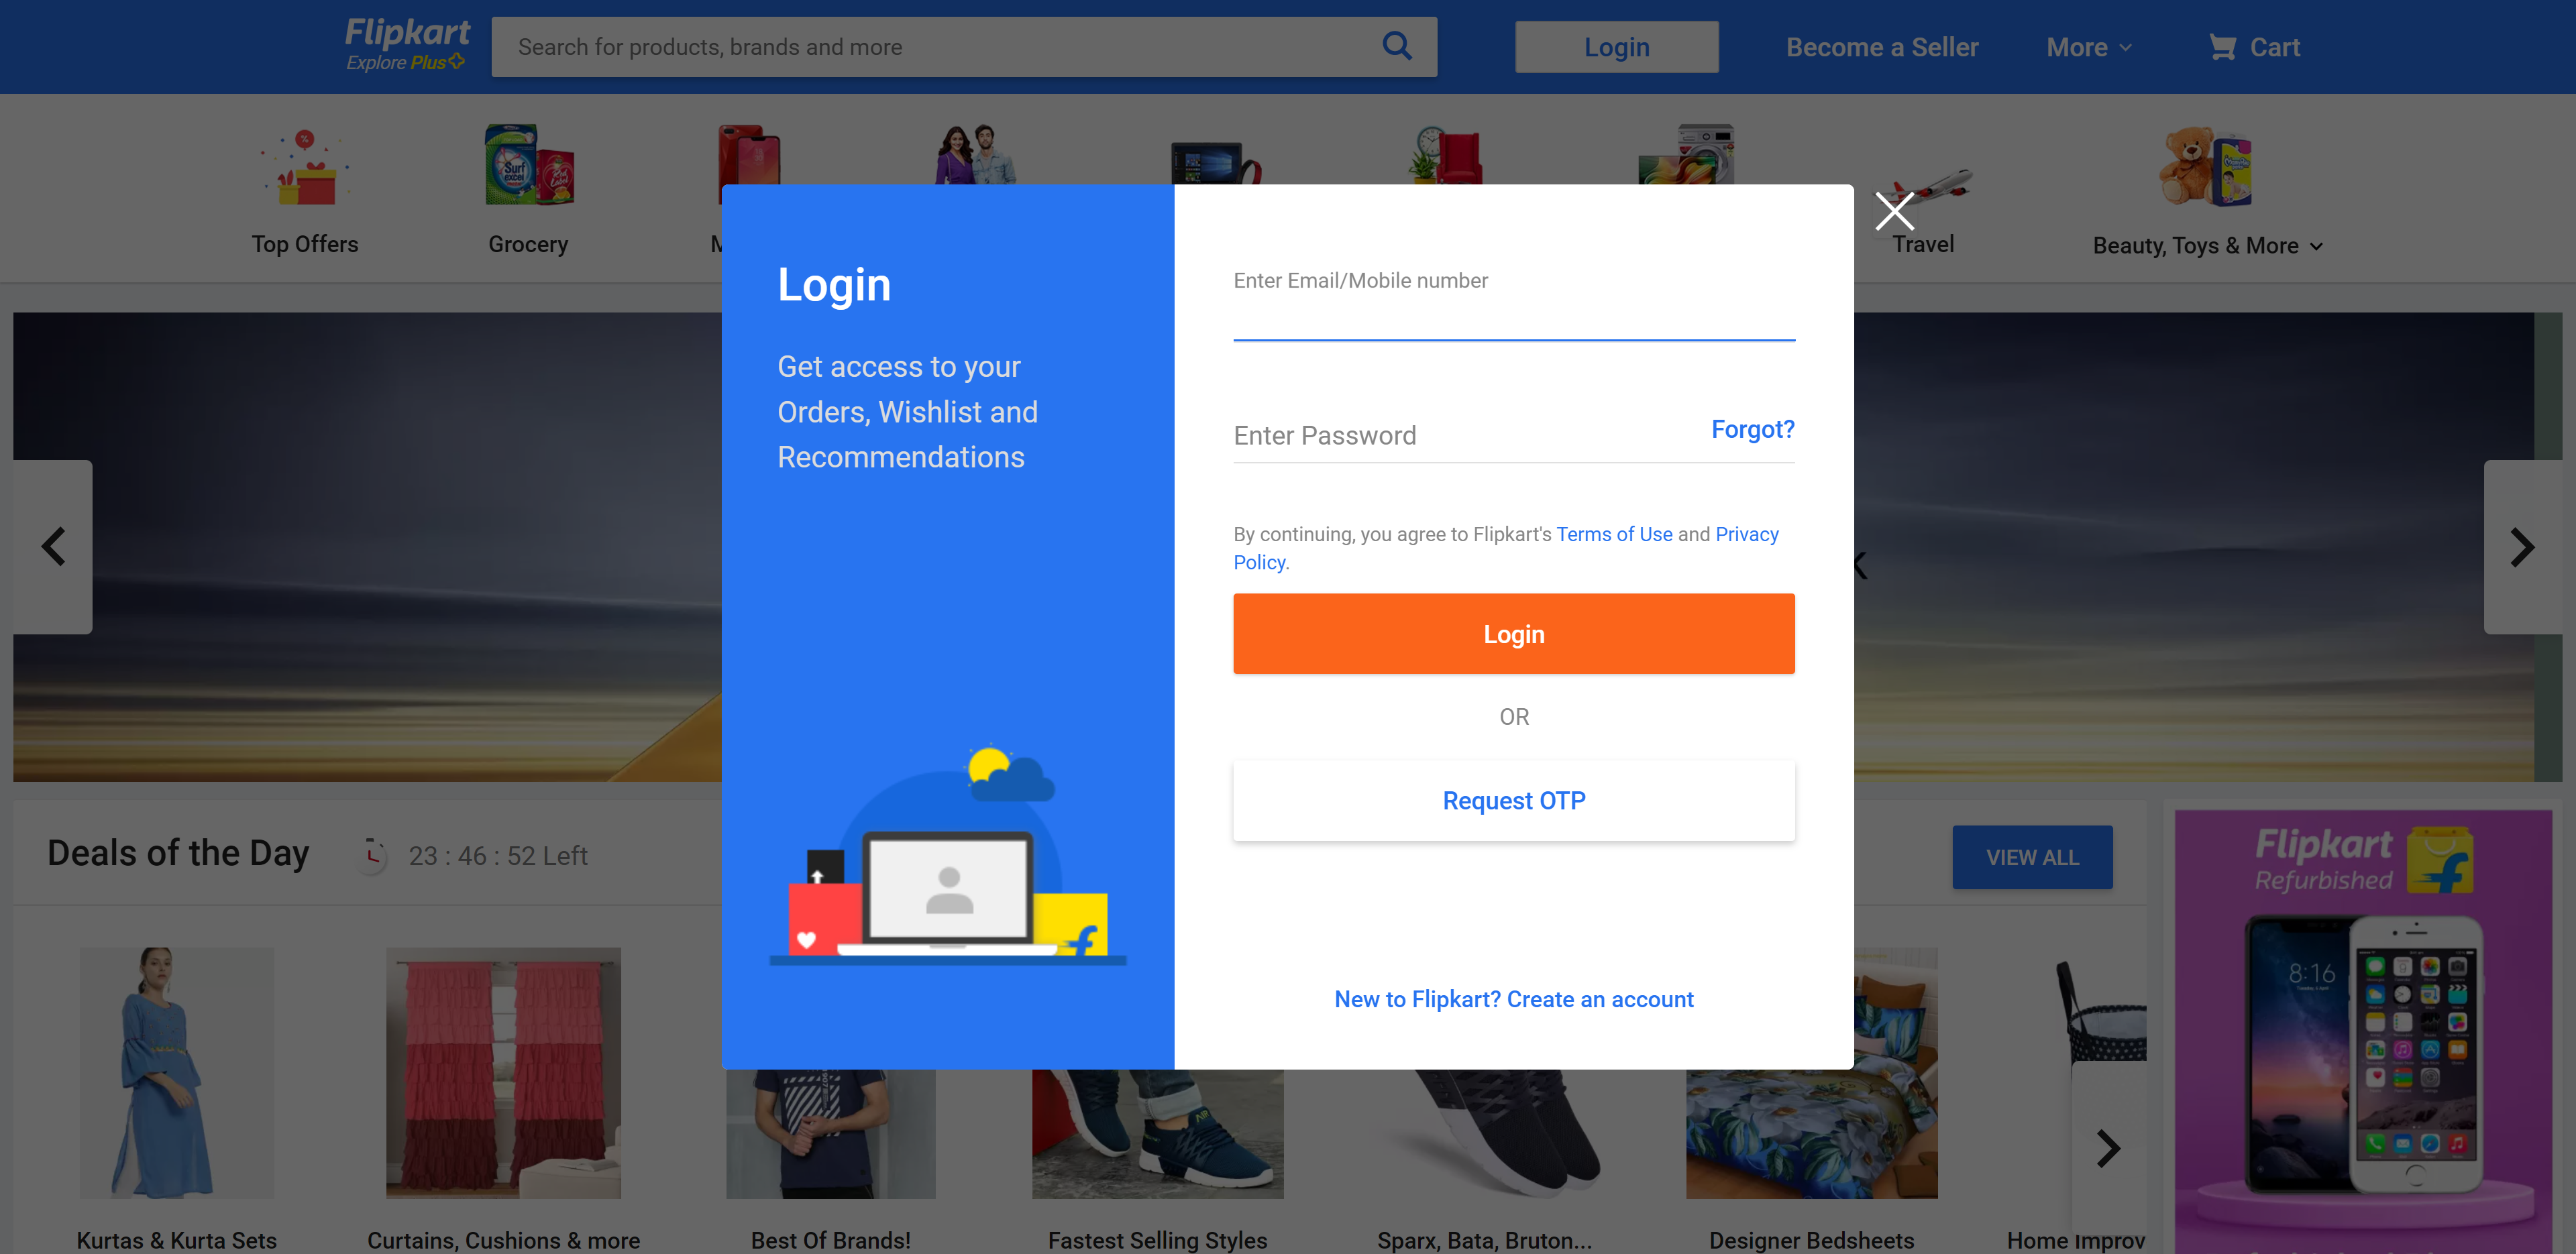 Flipkart
Explore Plus
Search for products, brands and more
Login
Become a Seller
More
Cart
Surf excel
Red Label
Top Offers
Grocery
Travel
Beauty, Toys & More
Login
Get access to your
Orders, Wishlist and
Recommendations
Enter Email/Mobile number
Enter Password
Forgot?
By continuing, you agree to Flipkart's Terms of Use and Privacy
Policy.
Login
OR
Request OTP
New to Flipkart? Create an account
Deals of the Day
23 : 46 : 52 Left
VIEW ALL
Flipkart
Refurbished
8:16
Kurtas & Kurta Sets
Curtains, Cushions & more
Best Of Brands!
Fastest Selling Styles
Sparx, Bata, Bruton...
Designer Bedsheets
Home Improv